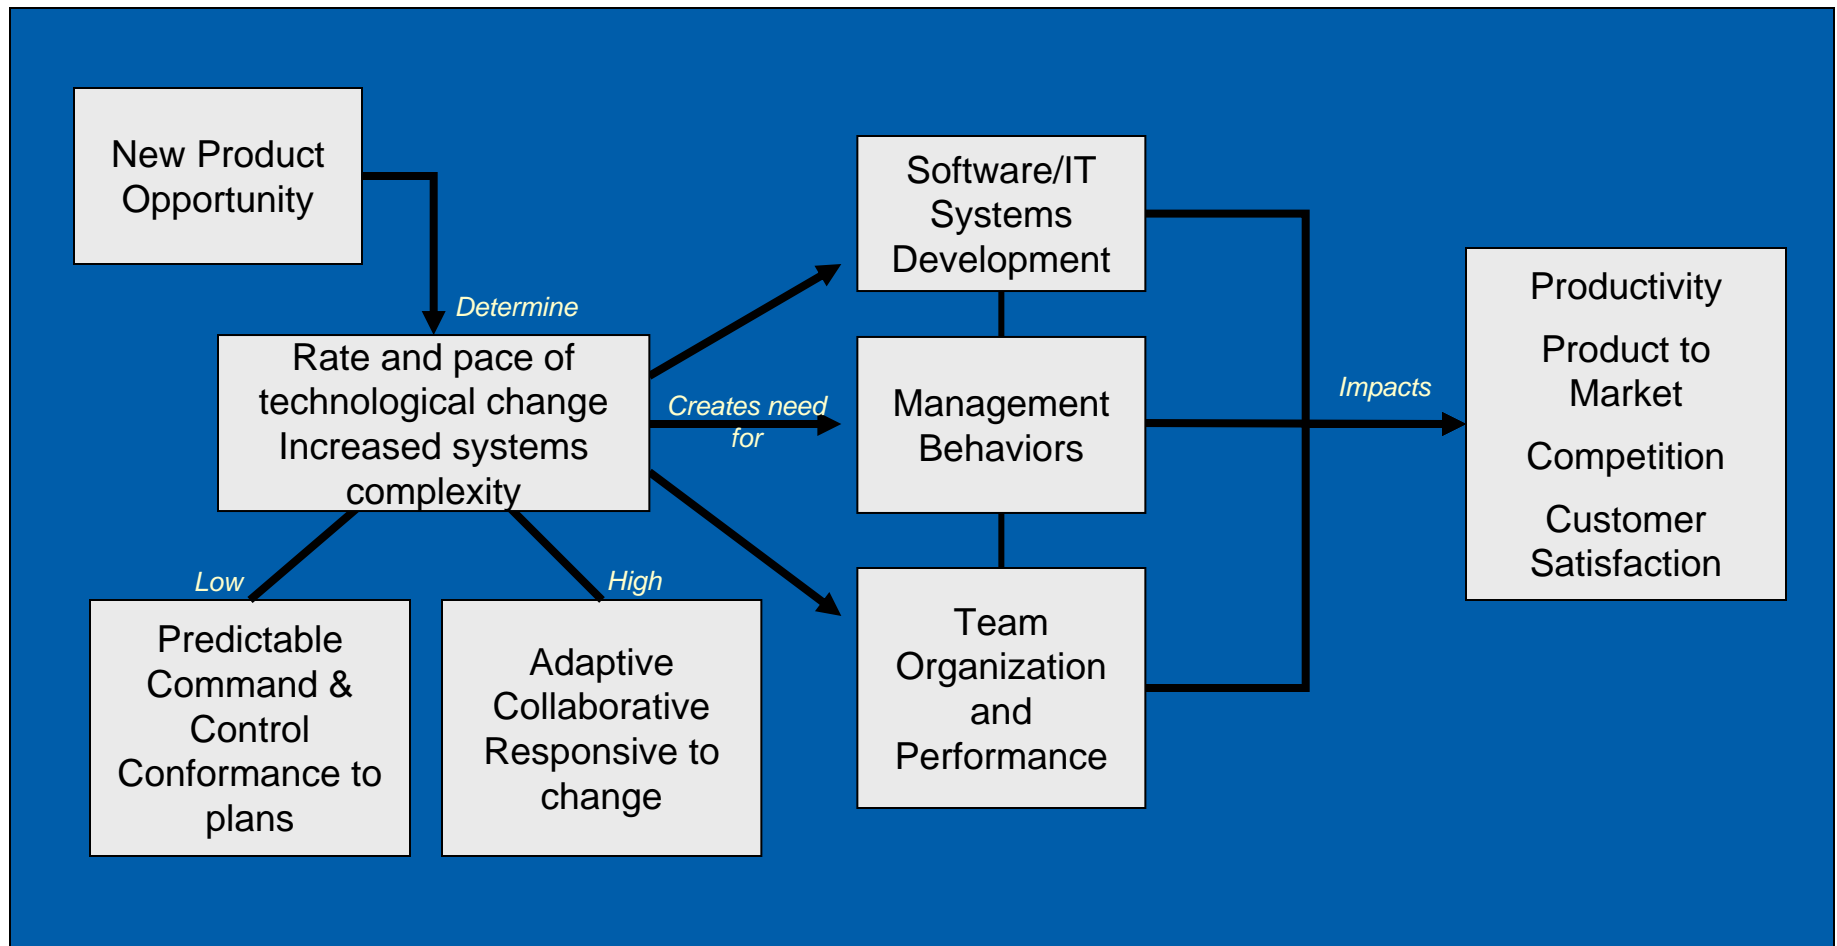 New Product
Opportunity
Determine
Rate and pace of
technological change
Increased systems
complexity
Low
High
Predictable
Command &
Control
Conformance to
plans
Adaptive
Collaborative
Responsive to
change
Creates need
for
Software/IT
Systems
Development
Management
Behaviors
Team
Organization
and
Performance
Impacts
Productivity
Product to
Market
Competition
Customer
Satisfaction